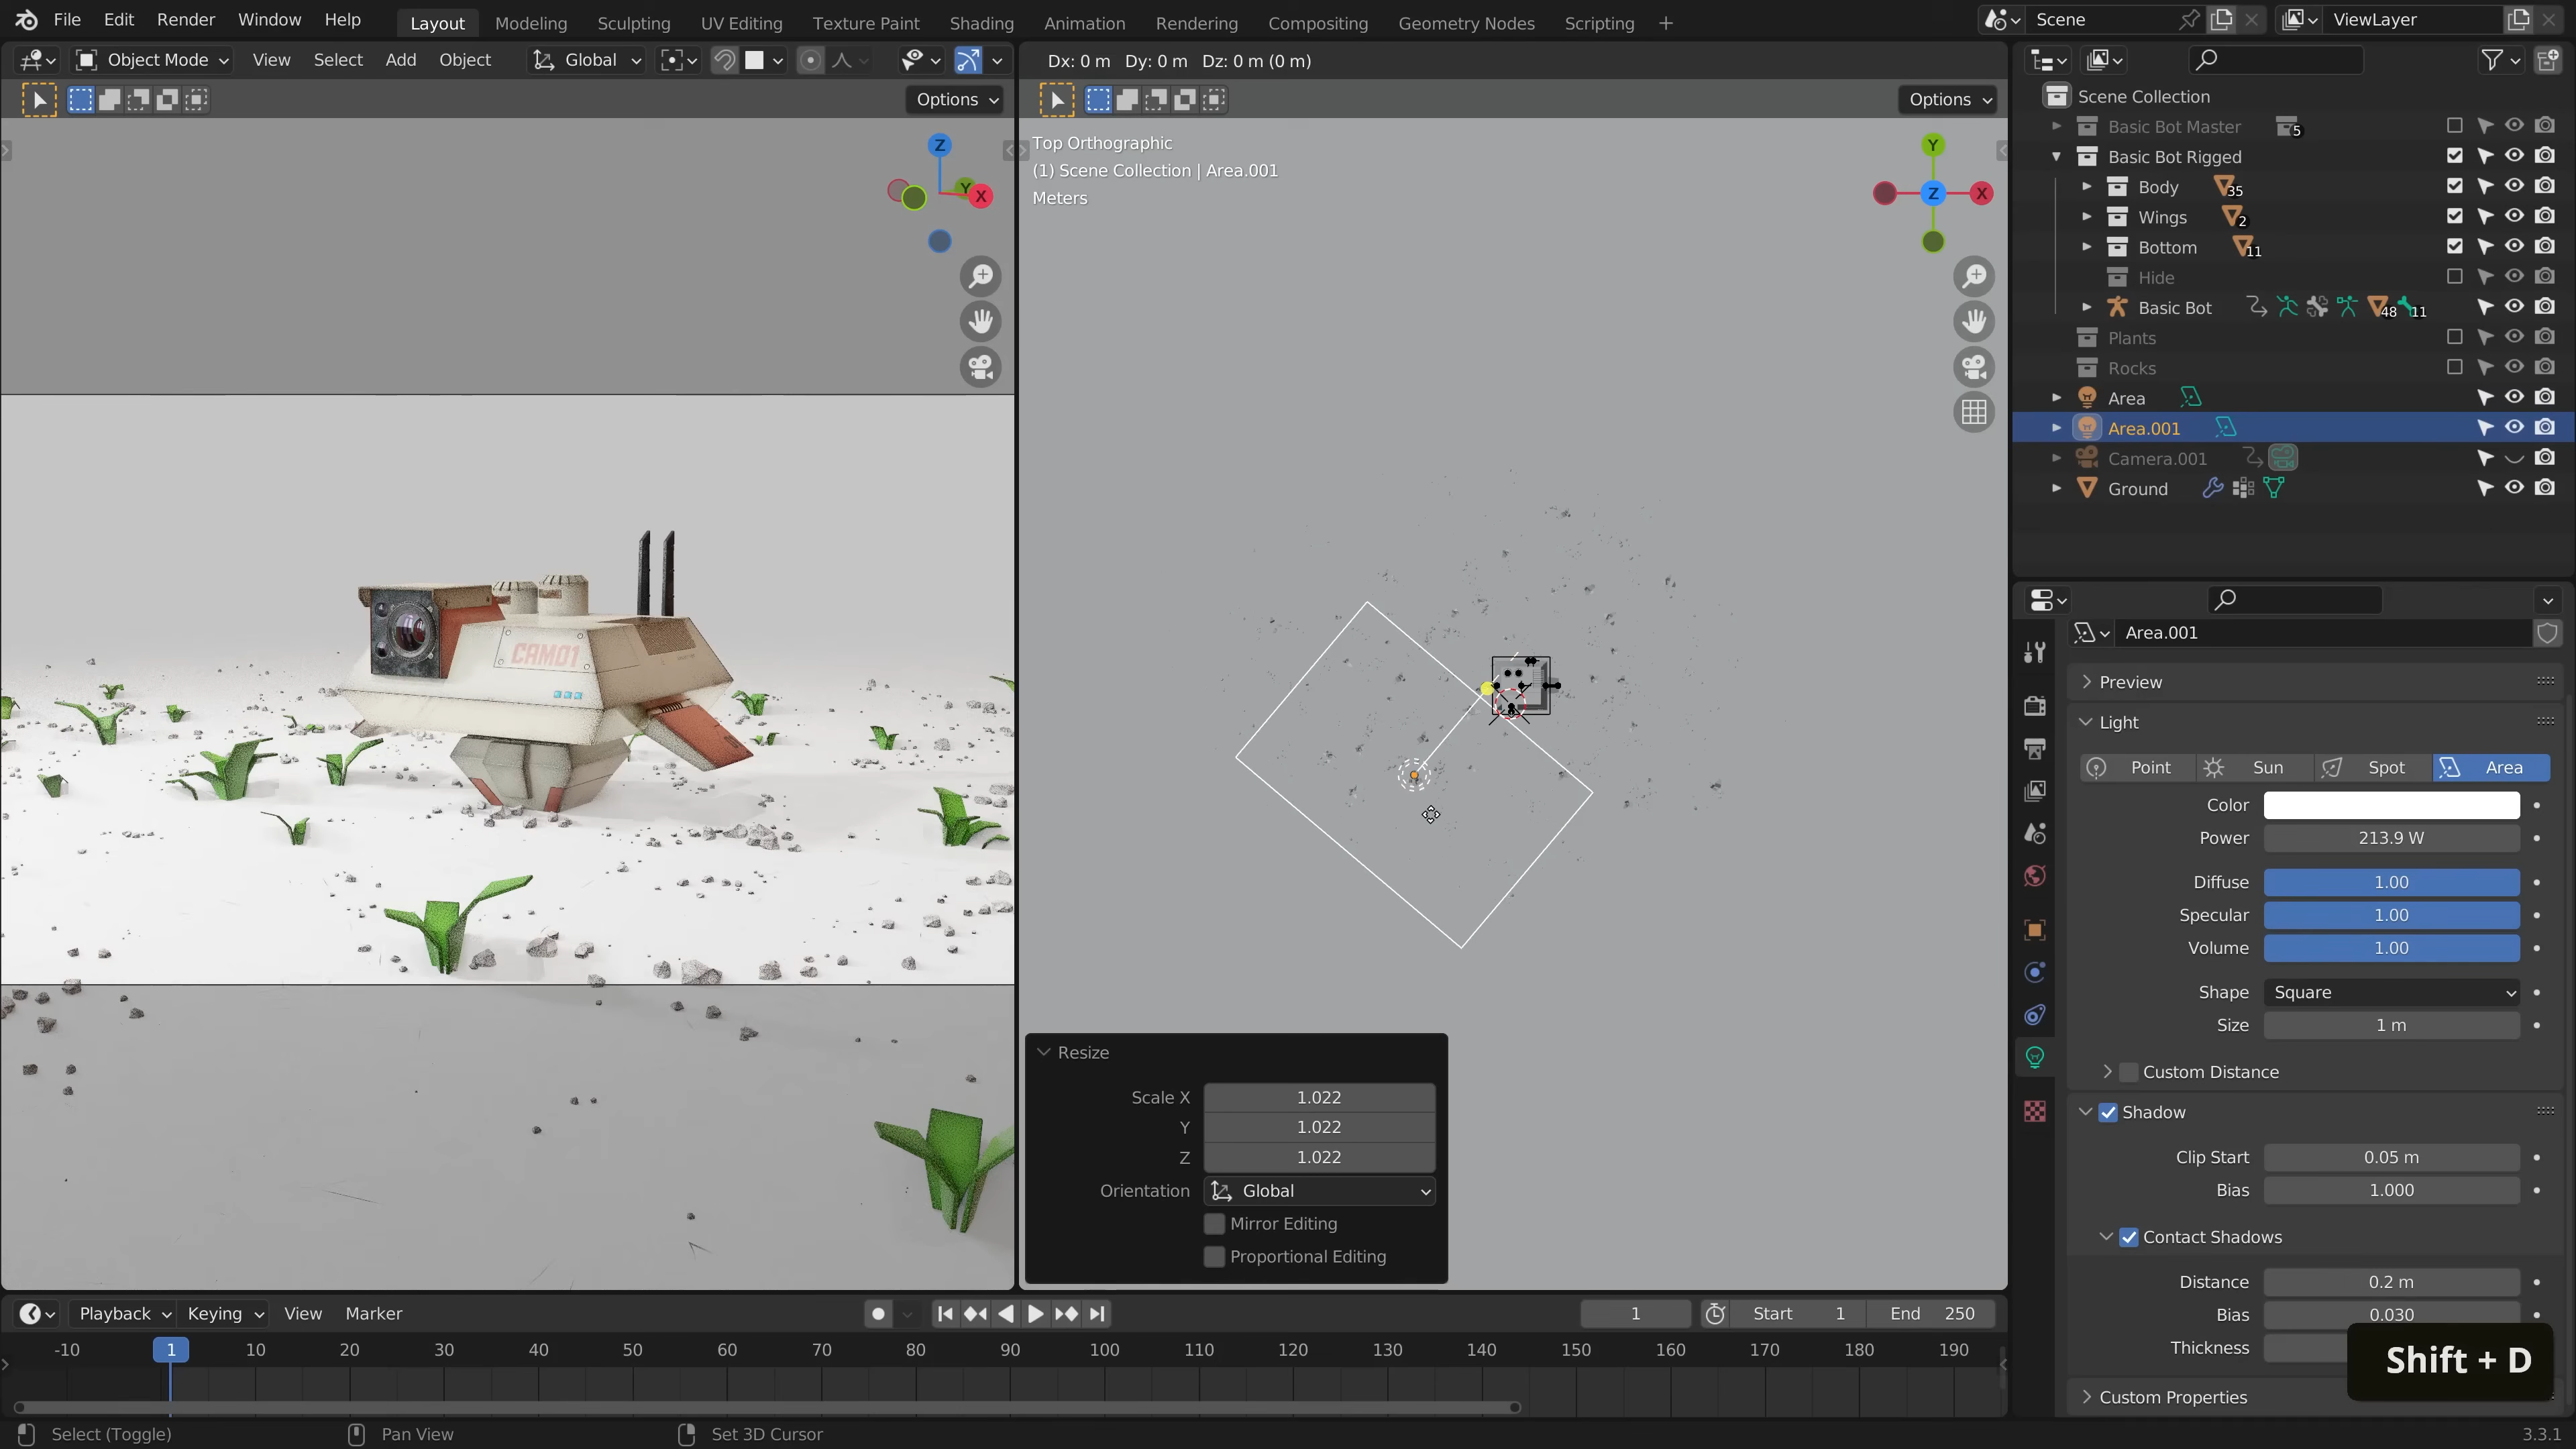 File Edit Render Window Help
Layout Modeling Sculpting UV Editing Texture Paint Shading Animation Rendering Compositing Geometry Nodes Scripting +
Scene
ViewLayer
Object Mode View Select Add Object Global
Options
Dx: 0 m Dy: 0 m Dz: 0 m (0 m)
Options
Top Orthographic
(1) Scene Collection | Area.001
Meters
Z
Y
X
Y
Z
X
CAM01
Resize
Scale X 1.022
Y 1.022
Z 1.022
Orientation Global
Mirror Editing
Proportional Editing
Scene Collection
Basic Bot Master 5
Basic Bot Rigged
Body 35
Wings 2
Bottom 11
Hide
Basic Bot 48 11
Plants
Rocks
Area
Area.001
Camera.001
Ground
Area.001
Preview
Light
Point Sun Spot Area
Color
Power 213.9 W
Diffuse 1.00
Specular 1.00
Volume 1.00
Shape Square
Size 1 m
Custom Distance
Shadow
Clip Start 0.05 m
Bias 1.000
Contact Shadows
Distance 0.2 m
Bias 0.030
Thickness
Custom Properties
Shift + D
Playback Keying View Marker
1 Start 1 End 250
-10 1 10 20 30 40 50 60 70 80 90 100 110 120 130 140 150 160 170 180 190
Select (Toggle) Pan View Set 3D Cursor
3.3.1